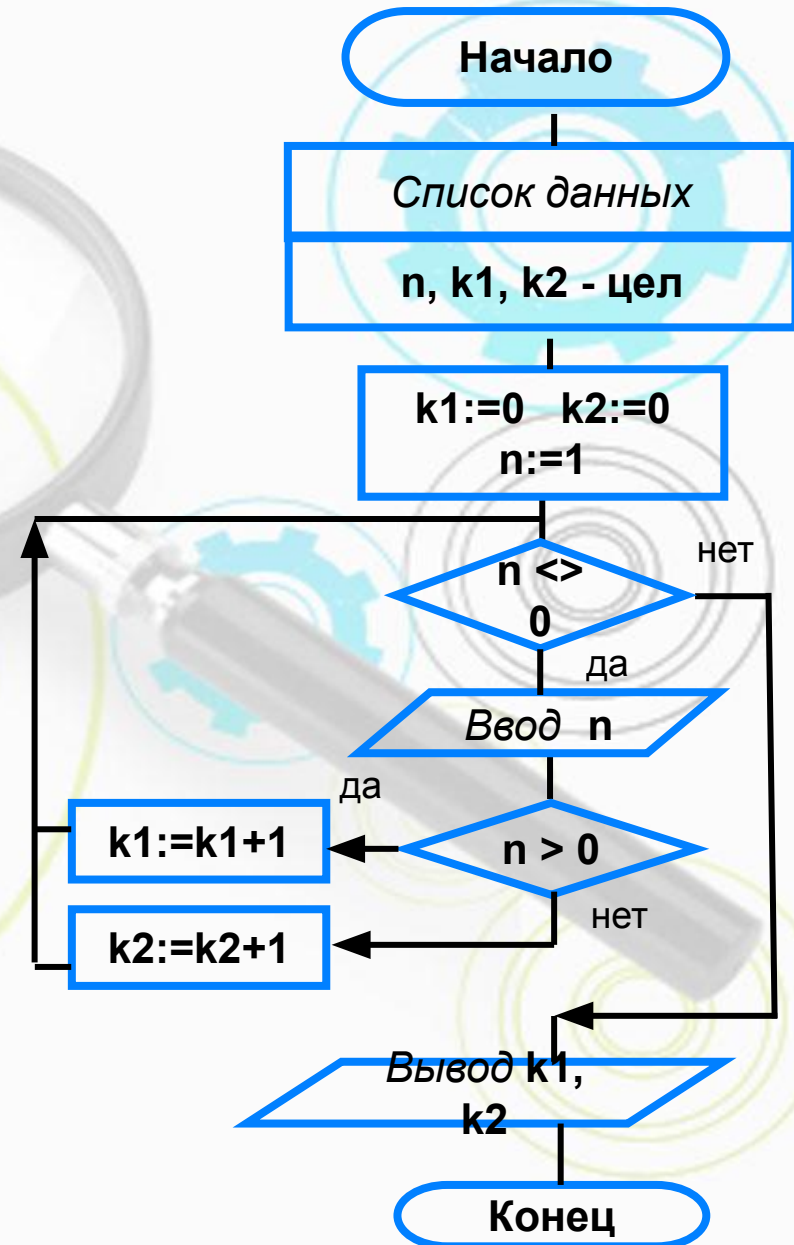 Начало
Список данных
n, k1, k2 - цел
k1:=0 k2:=0
n:=1
n <>
0
нет
да
Ввод n
да
k1:=k1+1
n > 0
нет
k2:=k2+1
Вывод k1,
k2
Конец